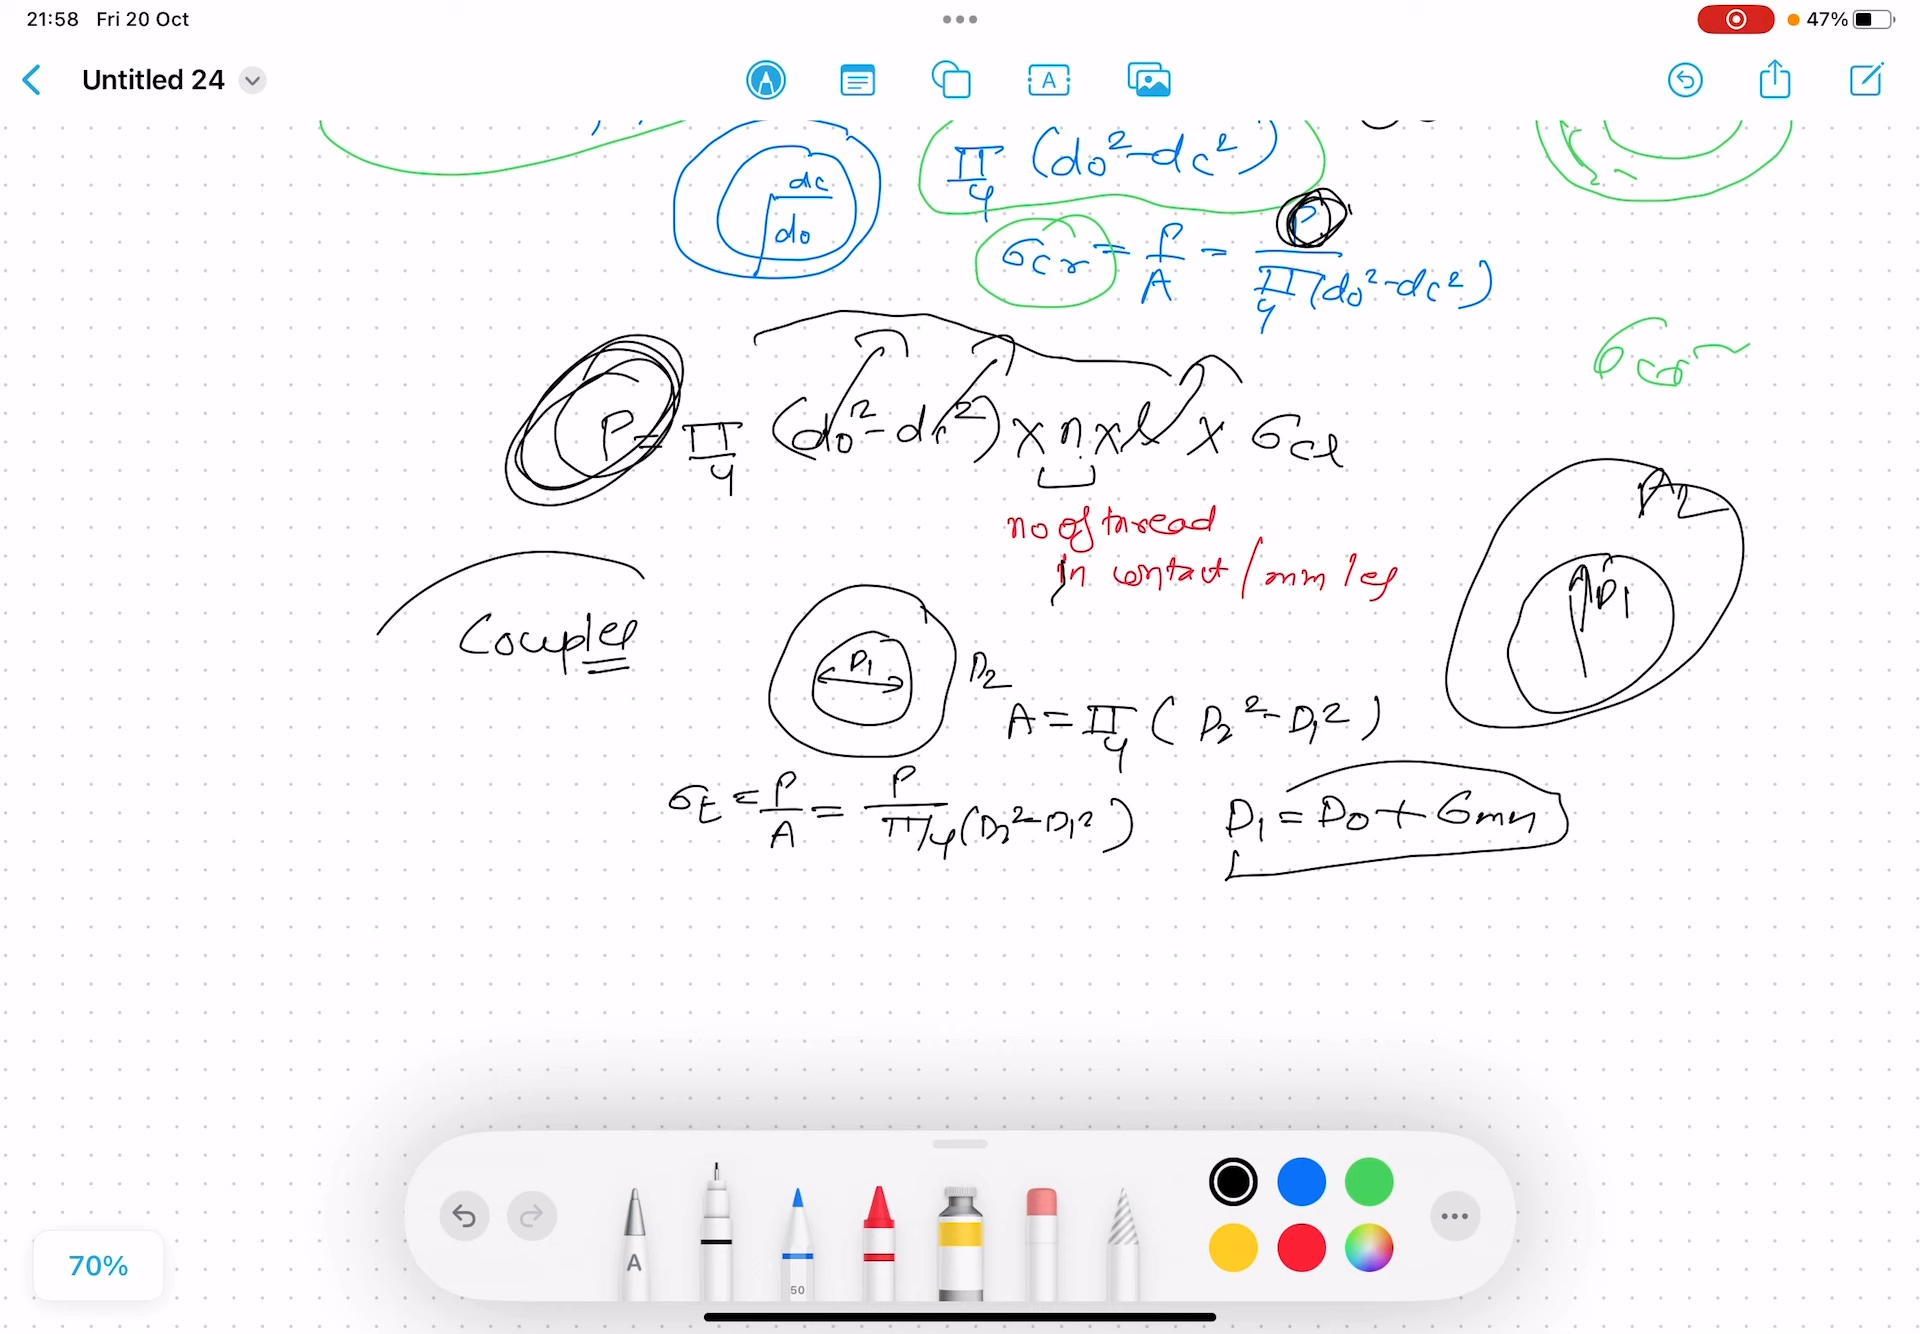 21:58 Fri 20 Oct
47%
Untitled 24
A
dc
do
π/4 (do²-dc²)
σcr = P/A = P / π/4 (do²-dc²)
σcr
P = π/4 (do²-dc²) x n x l x σcr
no of thread
in contact / mm leg
Coupler
D1
D2
D2
D1
A = π/4 (D2²-D1²)
σt = P/A = P / π/4 (D2²-D1²)
D1 = Do + 6mm
A
50
70%